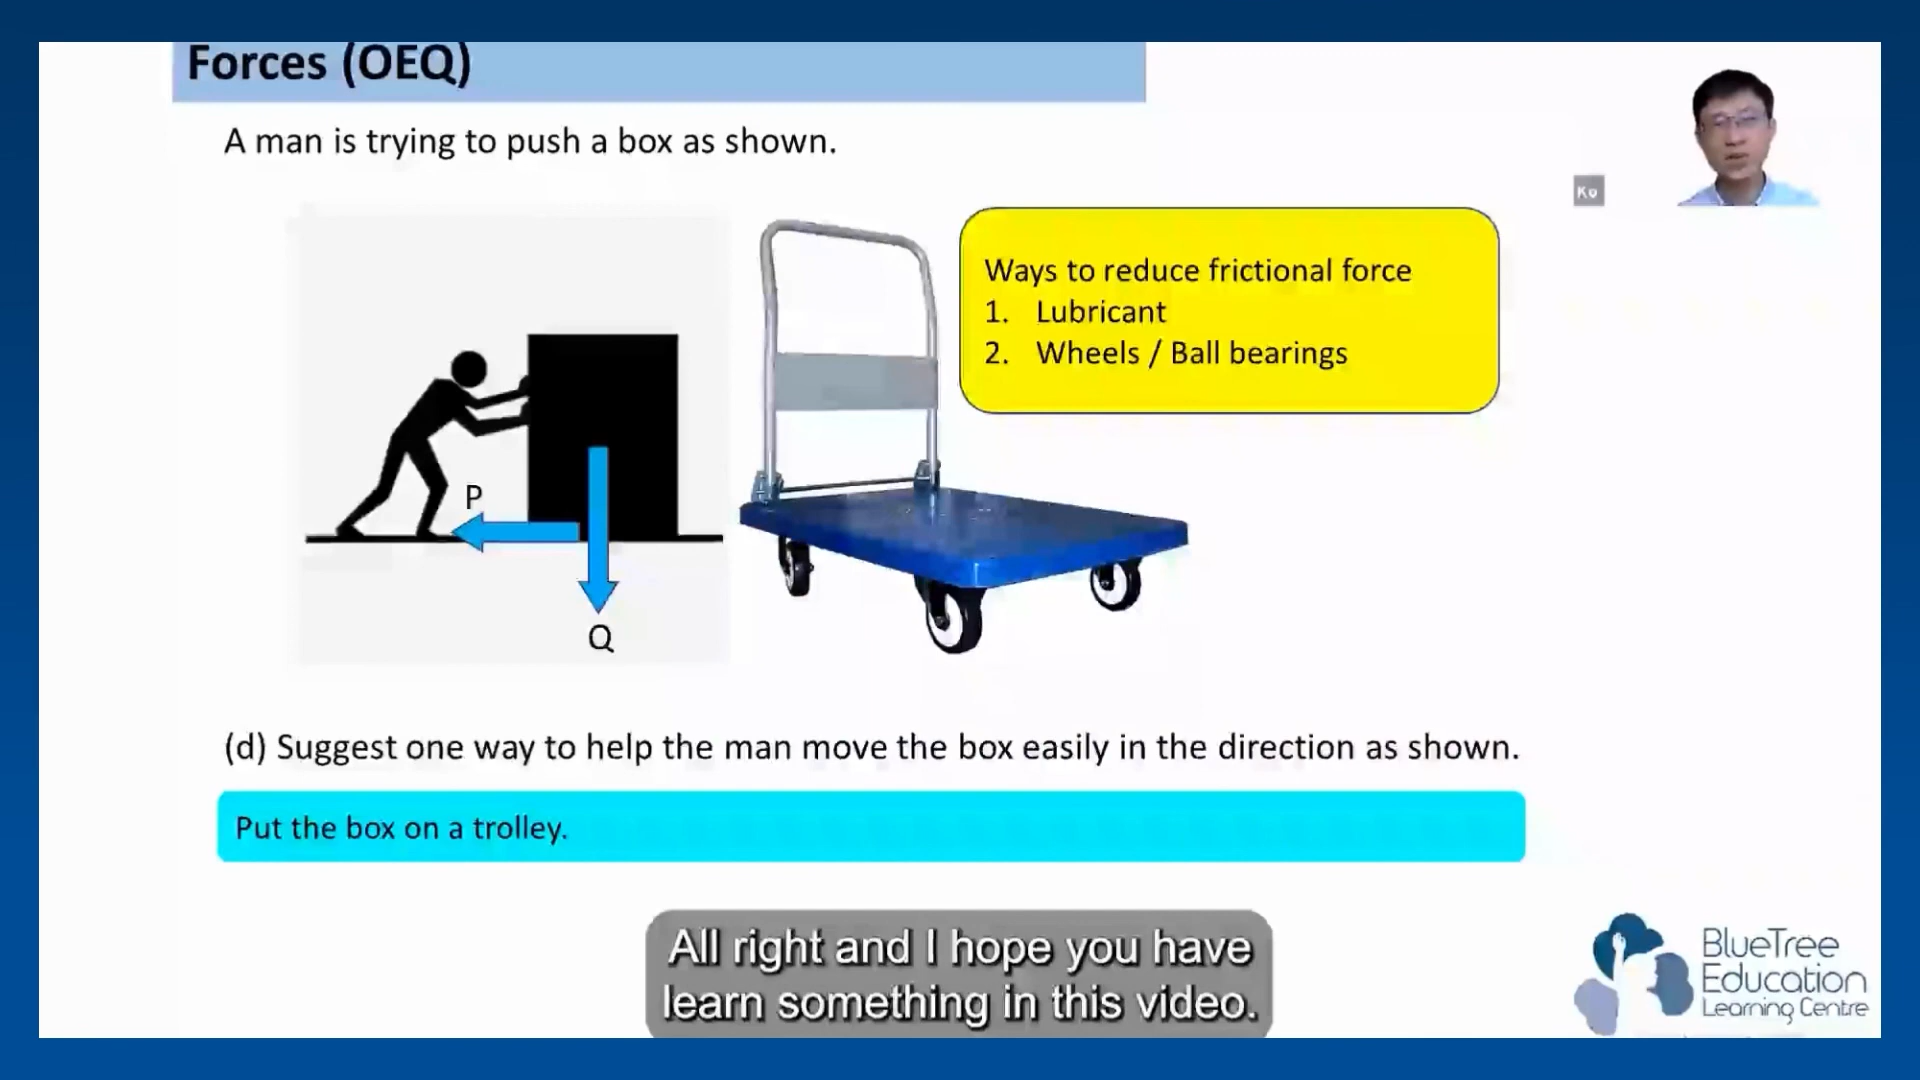 Forces (OEQ)
A man is trying to push a box as shown.
Ko
Ways to reduce frictional force
1. Lubricant
2. Wheels / Ball bearings
P
Q
(d) Suggest one way to help the man move the box easily in the direction as shown.
Put the box on a trolley.
All right and I hope you have
learn something in this video.
BlueTree
Education
Learning Centre